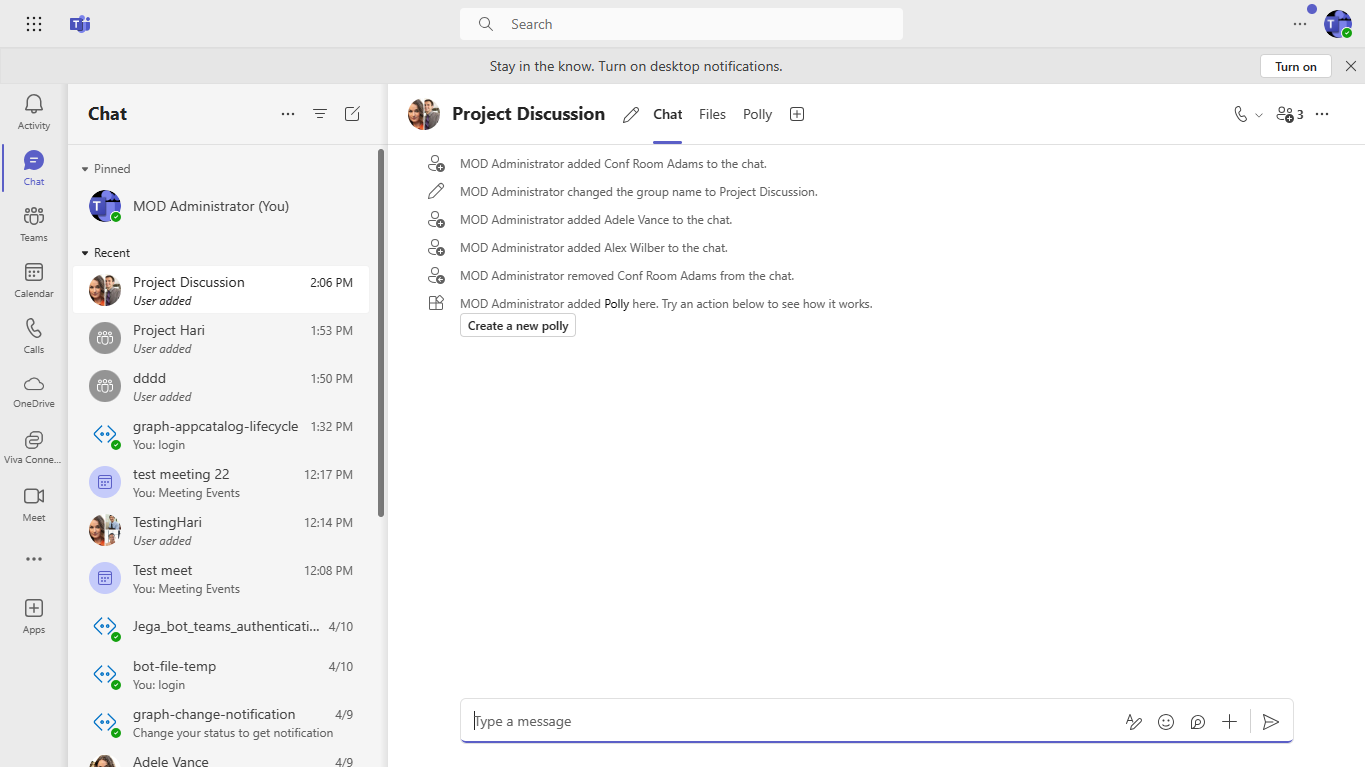 Search
Stay in the know. Turn on desktop notifications.
Turn on
Activity
Chat
Teams
Calendar
Calls
OneDrive
Viva Conne...
Meet
Apps
Chat
Pinned
MOD Administrator (You)
Recent
Project Discussion 2:06 PM
User added
Project Hari 1:53 PM
User added
dddd 1:50 PM
User added
graph-appcatalog-lifecycle 1:32 PM
You: login
test meeting 22 12:17 PM
You: Meeting Events
TestingHari 12:14 PM
User added
Test meet 12:08 PM
You: Meeting Events
Jega_bot_teams_authenticati... 4/10
bot-file-temp 4/10
You: login
graph-change-notification 4/9
Change your status to get notification
Adele Vance 4/9
Project Discussion Chat Files Polly 3
MOD Administrator added Conf Room Adams to the chat.
MOD Administrator changed the group name to Project Discussion.
MOD Administrator added Adele Vance to the chat.
MOD Administrator added Alex Wilber to the chat.
MOD Administrator removed Conf Room Adams from the chat.
MOD Administrator added Polly here. Try an action below to see how it works.
Create a new polly
Type a message